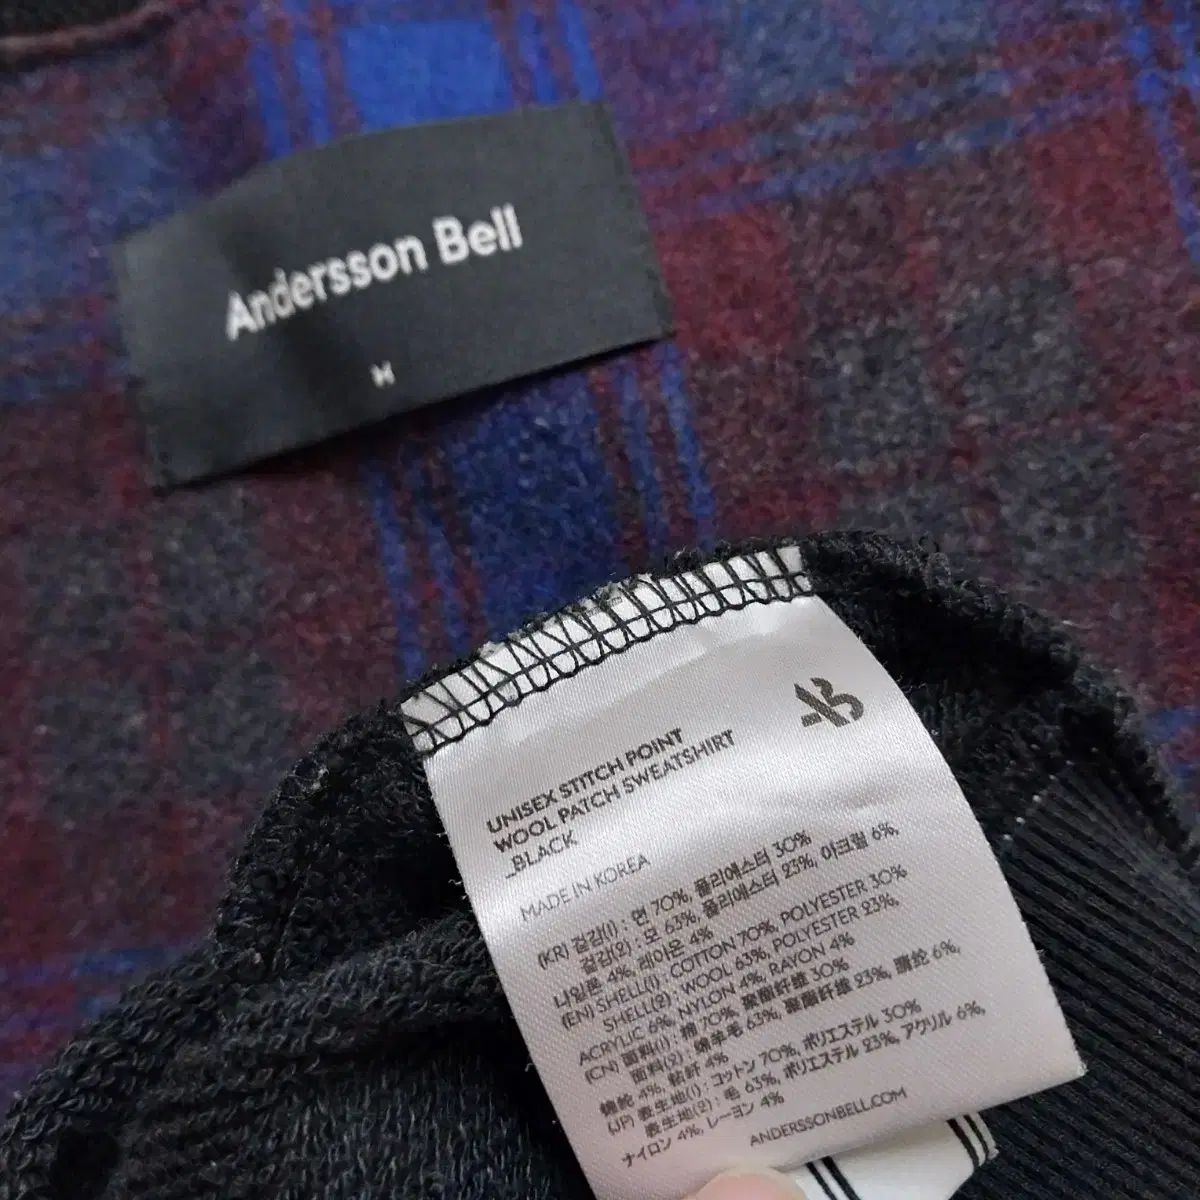 Andersson Bell
M
UNISEX STITCH POINT
WOOL PATCH SWEATSHIRT
_BLACK
MADE IN KOREA
(KR) 겉감(1) : 면 70%, 폴리에스터 30%
겉감(2) : 모 63%, 폴리에스터 23%, 아크릴 6%,
나일론 4%, 레이온 4%
(EN) SHELL(1) : COTTON 70%, POLYESTER 30%
SHELL(2) : WOOL 63%, POLYESTER 23%,
ACRYLIC 6%, NYLON 4%, RAYON 4%
(CN) 面料(1) : 棉 70%, 聚酯纤维 30%
面料(2) : 绵羊毛 63%, 聚酯纤维 23%, 腈纶 6%,
锦纶 4%, 粘纤 4%
(JP) 表生地(1) : コットン 70%, ポリエステル 30%
表生地(2) : 毛 63%, ポリエステル 23%, アクリル 6%,
ナイロン 4%, レーヨン 4%
ANDERSSONBELL.COM